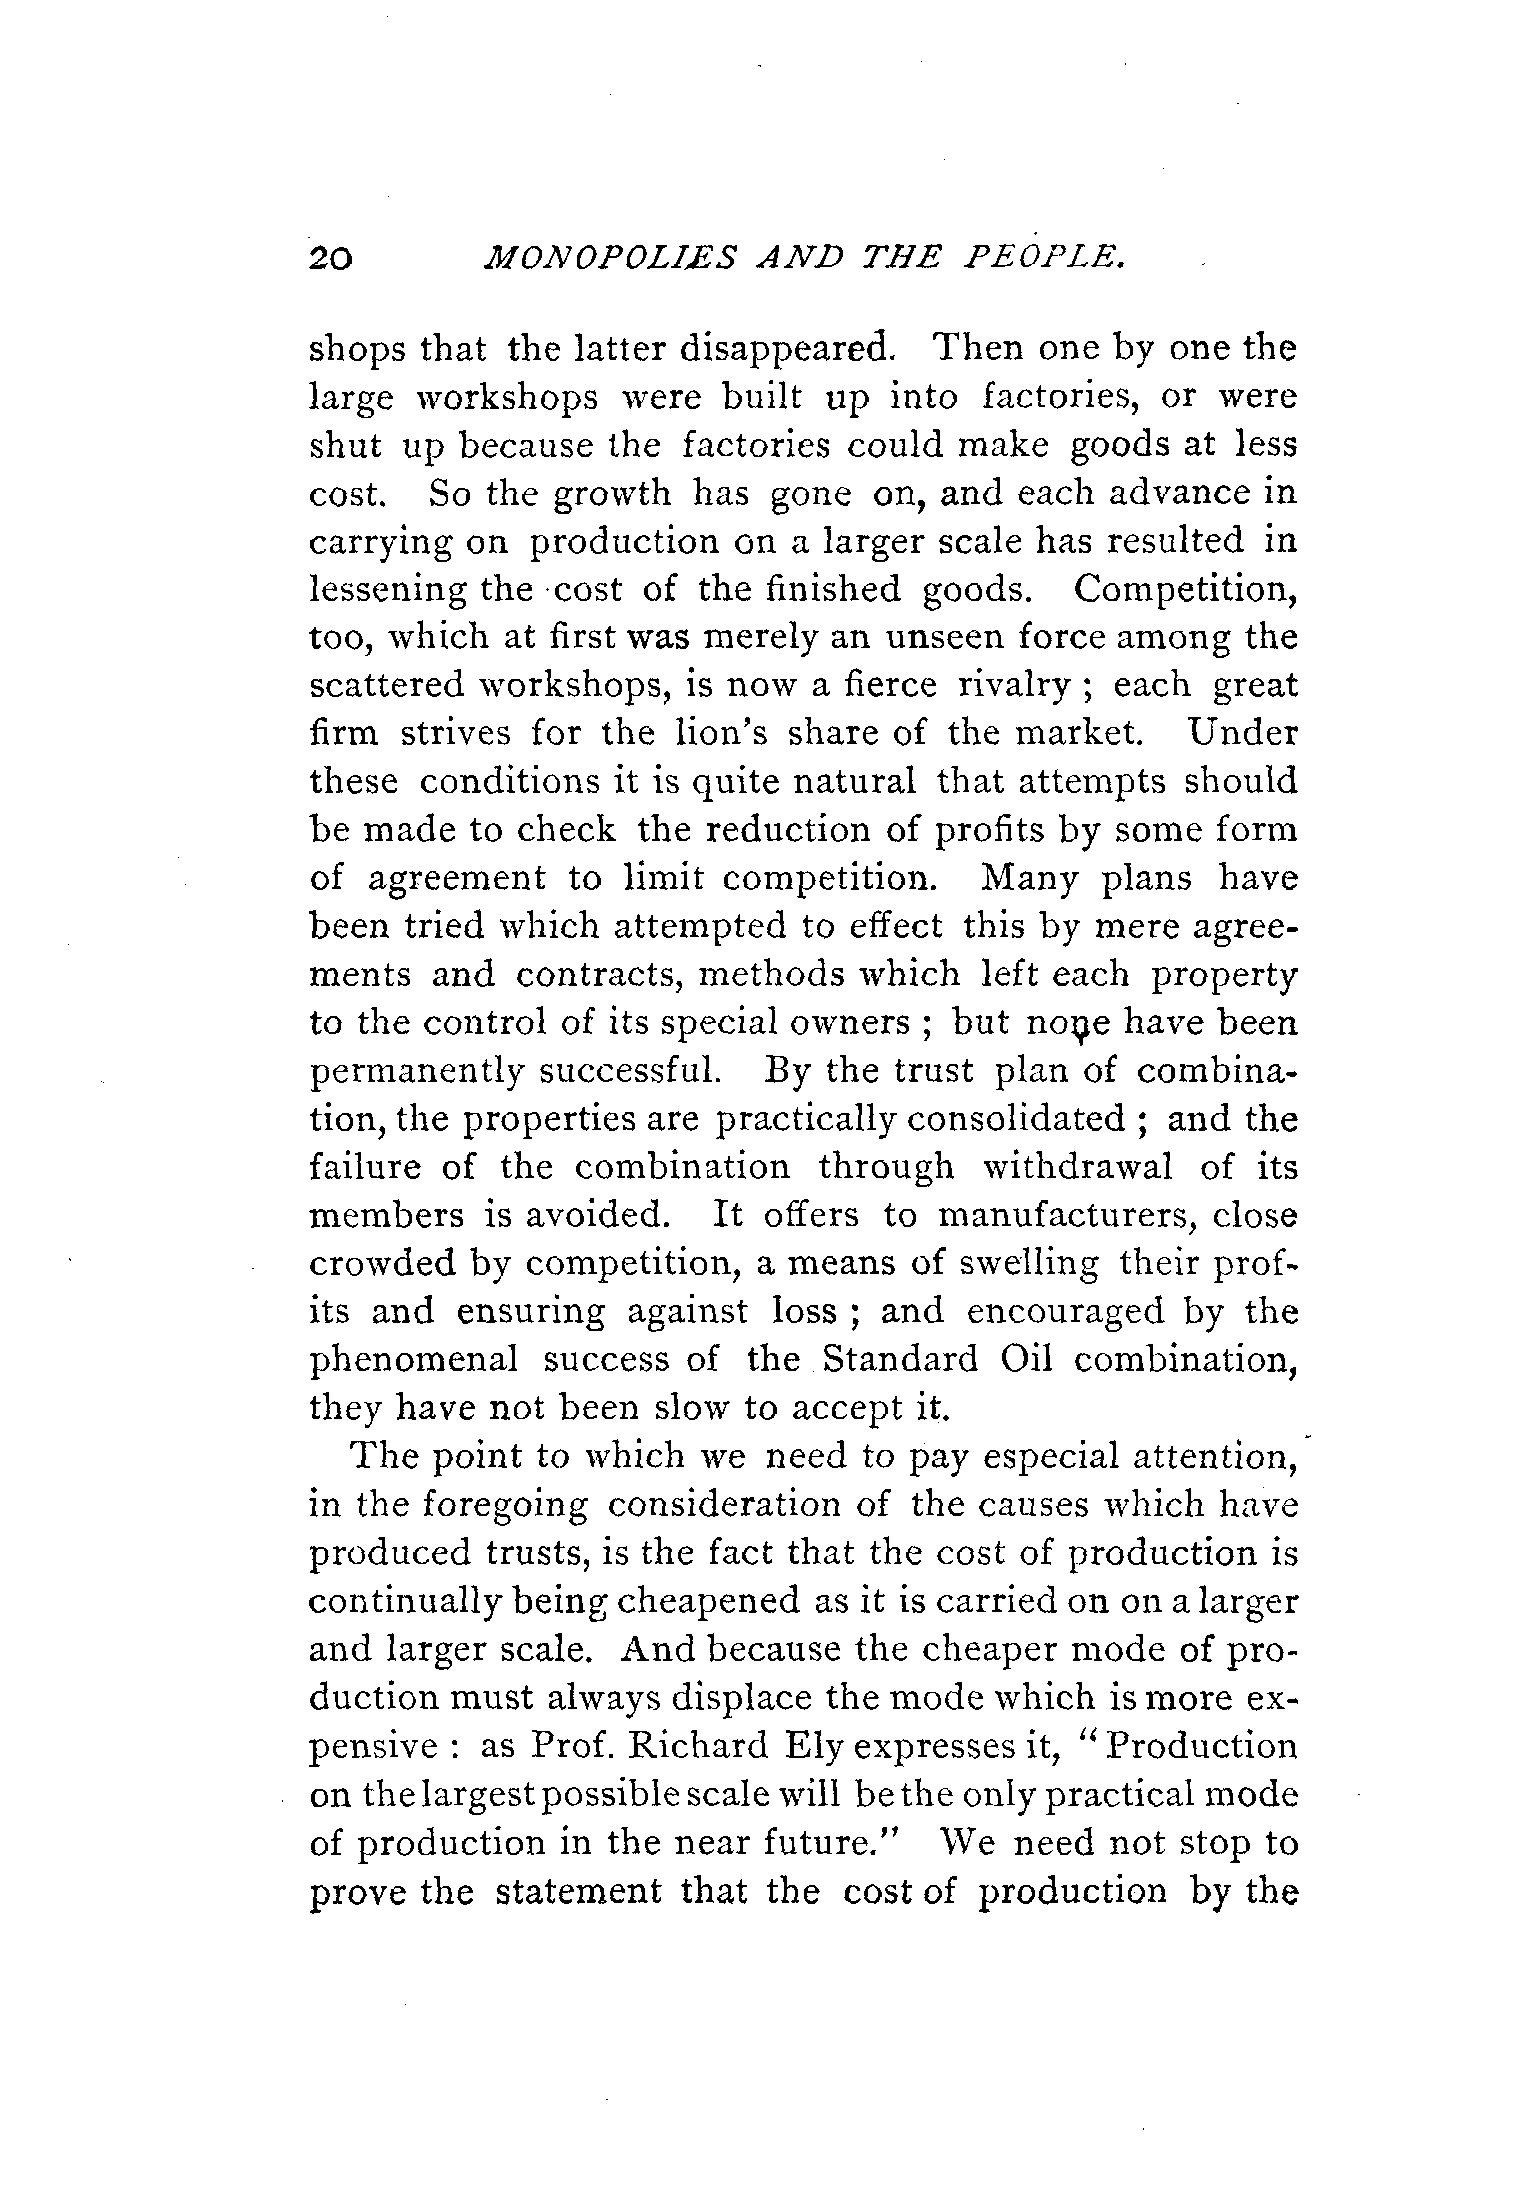 20 MONOPOLIES AND THE PEOPLE.
shops that the latter disappeared. Then one by one the
large workshops were built up into factories, or were
shut up because the factories could make goods at less
cost. So the growth has gone on, and each advance in
carrying on production on a larger scale has resulted in
lessening the cost of the finished goods. Competition,
too, which at first was merely an unseen force among the
scattered workshops, is now a fierce rivalry ; each great
firm strives for the lion's share of the market. Under
these conditions it is quite natural that attempts should
be made to check the reduction of profits by some form
of agreement to limit competition. Many plans have
been tried which attempted to effect this by mere agree-
ments and contracts, methods which left each property
to the control of its special owners ; but none have been
permanently successful. By the trust plan of combina-
tion, the properties are practically consolidated ; and the
failure of the combination through withdrawal of its
members is avoided. It offers to manufacturers, close
crowded by competition, a means of swelling their prof-
its and ensuring against loss ; and encouraged by the
phenomenal success of the Standard Oil combination,
they have not been slow to accept it.
The point to which we need to pay especial attention,
in the foregoing consideration of the causes which have
produced trusts, is the fact that the cost of production is
continually being cheapened as it is carried on on a larger
and larger scale. And because the cheaper mode of pro-
duction must always displace the mode which is more ex-
pensive : as Prof. Richard Ely expresses it, “ Production
on the largest possible scale will be the only practical mode
of production in the near future.” We need not stop to
prove the statement that the cost of production by the